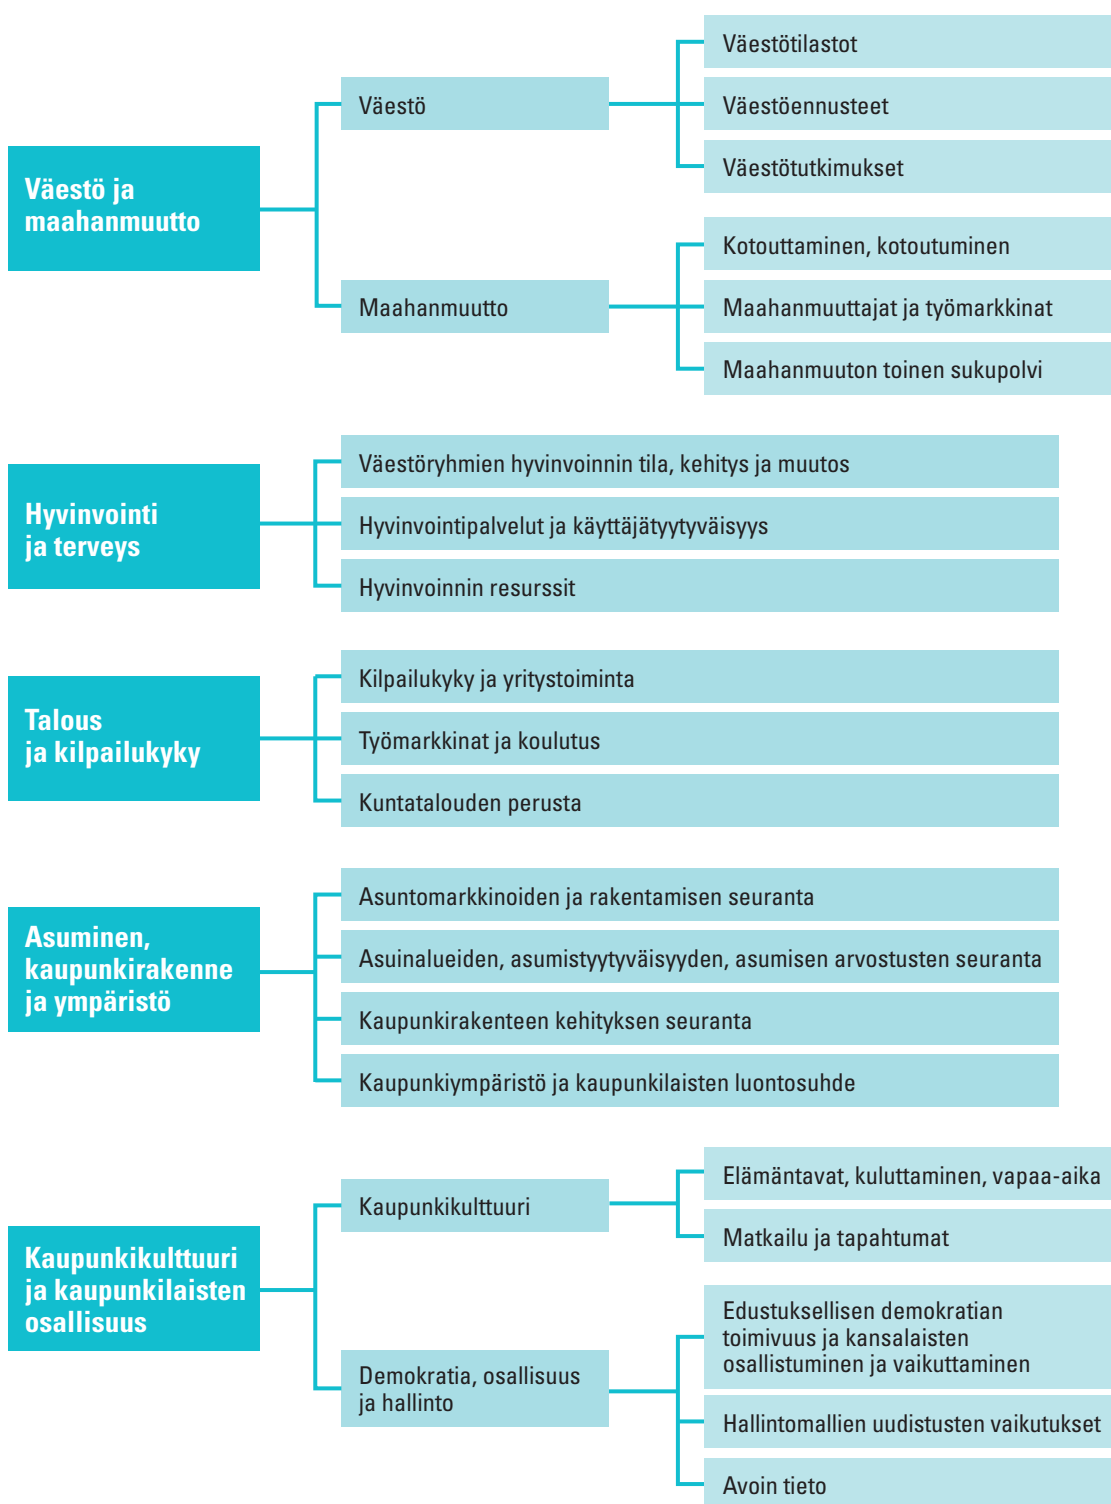 Väestö ja
maahanmuutto
Väestö
Väestötilastot
Väestöennusteet
Väestötutkimukset
Maahanmuutto
Kotouttaminen, kotoutuminen
Maahanmuuttajat ja työmarkkinat
Maahanmuuton toinen sukupolvi
Hyvinvointi
ja terveys
Väestöryhmien hyvinvoinnin tila, kehitys ja muutos
Hyvinvointipalvelut ja käyttäjätyytyväisyys
Hyvinvoinnin resurssit
Talous
ja kilpailukyky
Kilpailukyky ja yritystoiminta
Työmarkkinat ja koulutus
Kuntatalouden perusta
Asuminen,
kaupunkirakenne
ja ympäristö
Asuntomarkkinoiden ja rakentamisen seuranta
Asuinalueiden, asumistyytyväisyyden, asumisen arvostusten seuranta
Kaupunkirakenteen kehityksen seuranta
Kaupunkiympäristö ja kaupunkilaisten luontosuhde
Kaupunkikulttuuri
ja kaupunkilaisten
osallisuus
Kaupunkikulttuuri
Elämäntavat, kuluttaminen, vapaa-aika
Matkailu ja tapahtumat
Demokratia, osallisuus
ja hallinto
Edustuksellisen demokratian
toimivuus ja kansalaisten
osallistuminen ja vaikuttaminen
Hallintomallien uudistusten vaikutukset
Avoin tieto